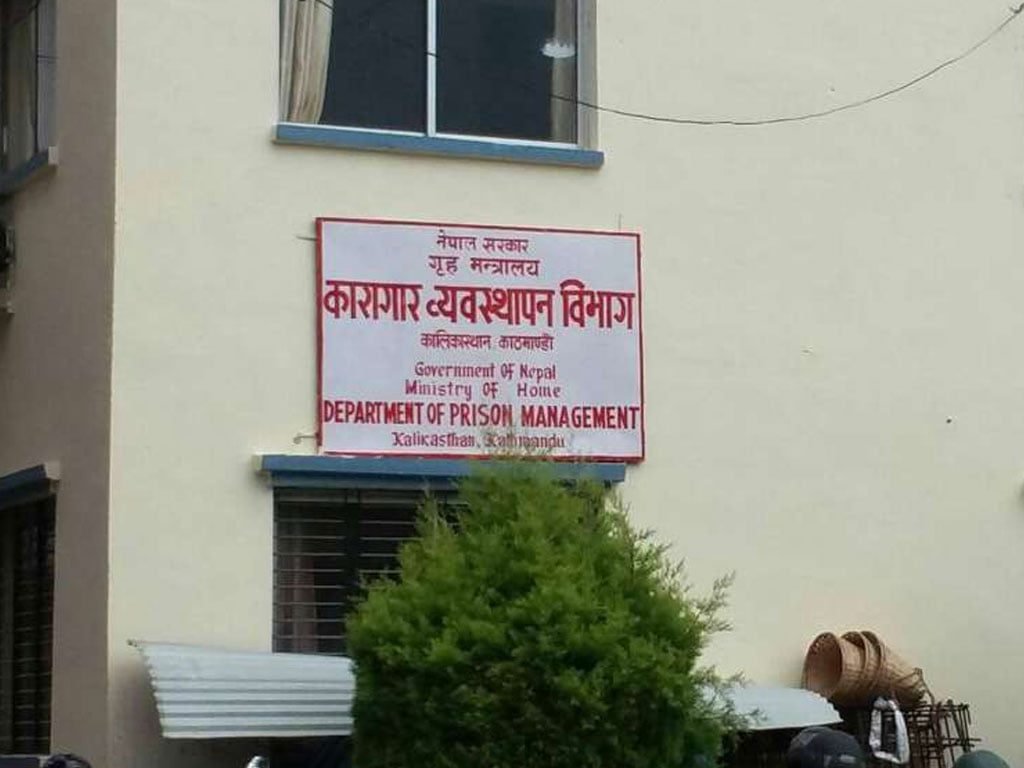 नेपाल सरकार
गृह मन्त्रालय
कारागार व्यवस्थापन विभाग
कालिकास्थान काठमाण्डौ
Government Of Nepal
Ministry Of Home
DEPARTMENT OF PRISON MANAGEMENT
Kalikasthan, Kathmandu